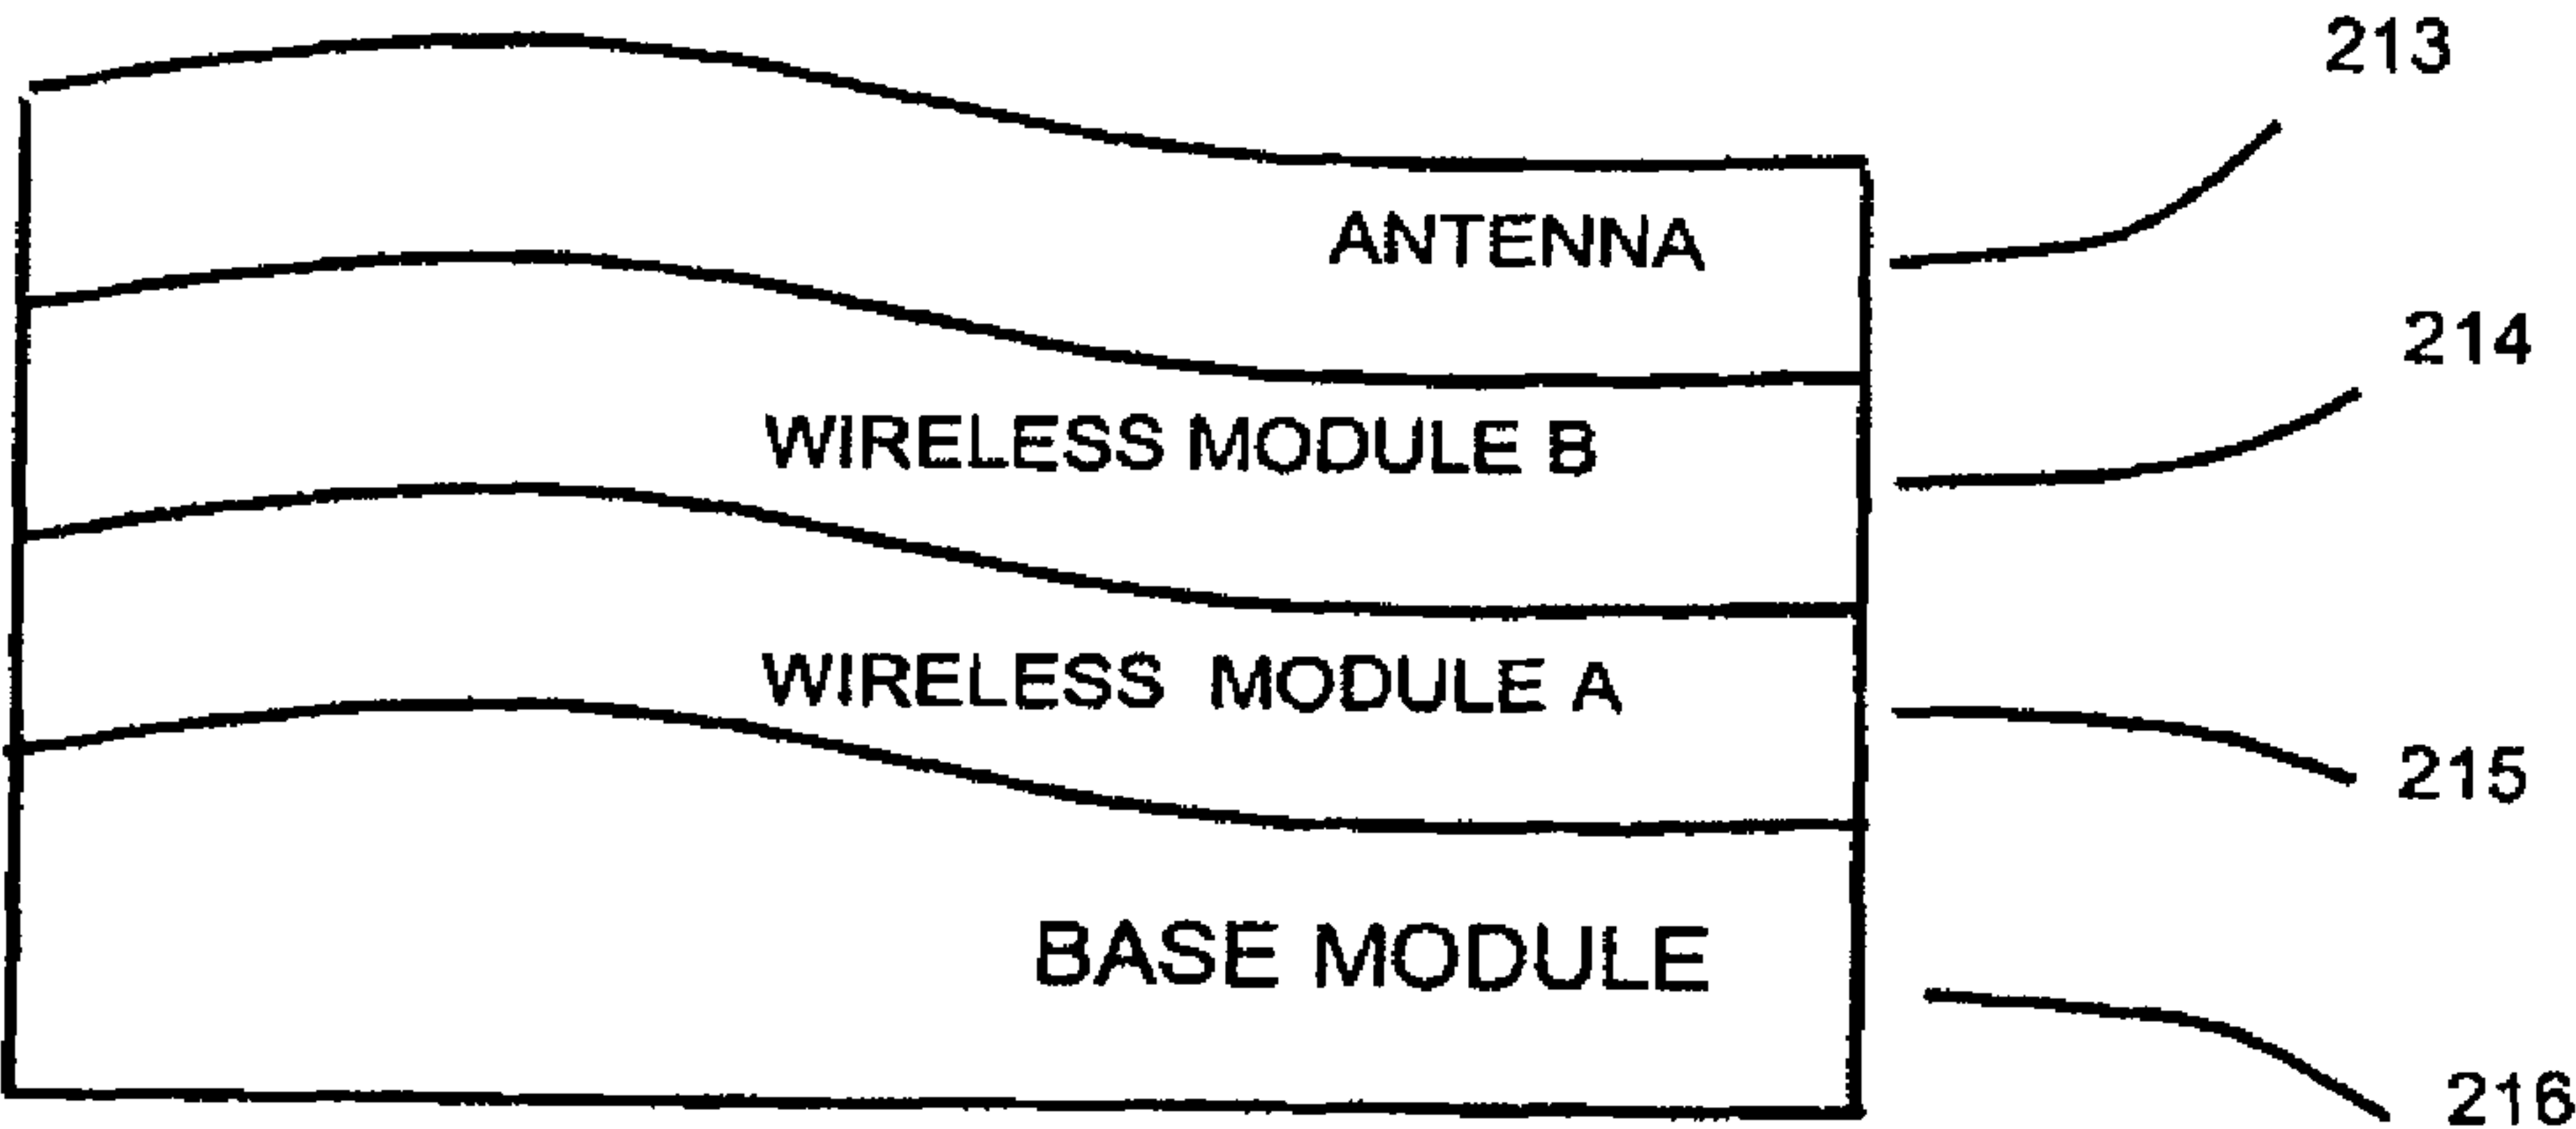 213
ANTENNA
214
WIRELESS MODULE B
WIRELESS MODULE A
215
BASE MODULE
216